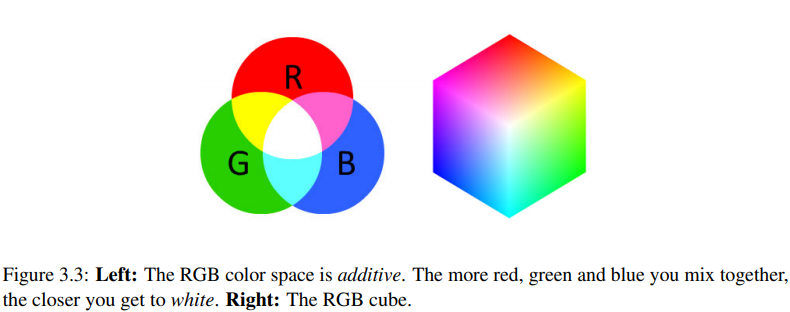 R
G
B
Figure 3.3: Left: The RGB color space is additive. The more red, green and blue you mix together,
the closer you get to white. Right: The RGB cube.